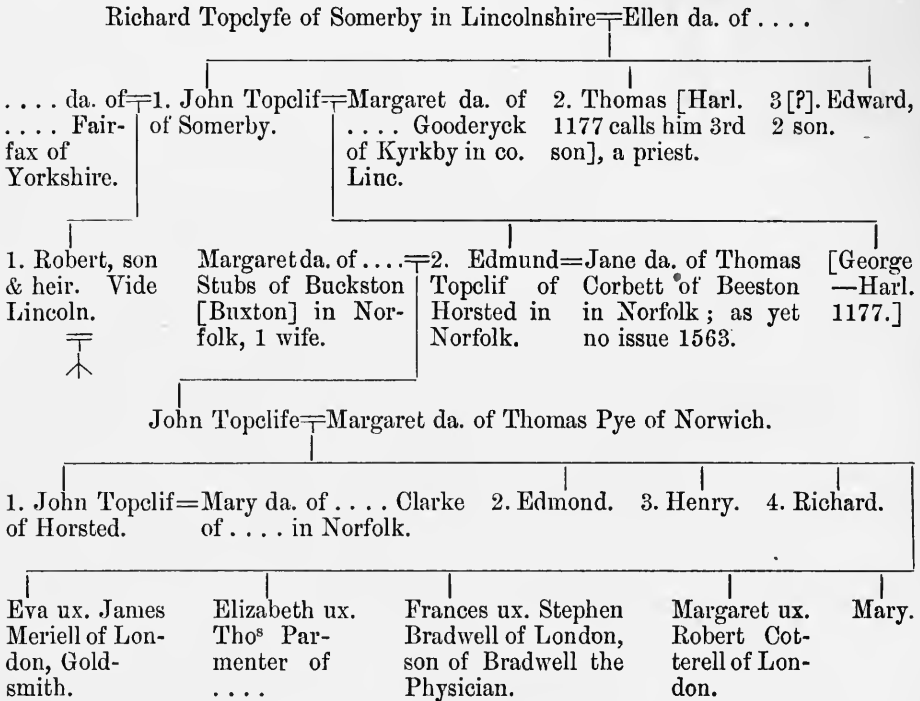 Richard Topclyfe of Somerby in Lincolnshire=Ellen da. of . . . .
. . . . da. of
. . . . Fair-
fax of
Yorkshire.
1. John Topclif
of Somerby.
Margaret da. of
. . . . Gooderyck
of Kyrkby in co.
Linc.
2. Thomas [Harl.
1177 calls him 3rd
son], a priest.
3 [?]. Edward,
2 son.
1. Robert, son
& heir. Vide
Lincoln.
Margaret da. of . . . .
Stubs of Buckston
[Buxton] in Nor-
folk, 1 wife.
2. Edmund
Topclif of
Horsted in
Norfolk.
Jane da. of Thomas
Corbett of Beeston
in Norfolk; as yet
no issue 1563.
[George
—Harl.
1177.]
John Topclife=Margaret da. of Thomas Pye of Norwich.
1. John Topclif
of Horsted.
Mary da. of . . . . Clarke
of . . . . in Norfolk.
2. Edmond.
3. Henry.
4. Richard.
Eva ux. James
Meriell of Lon-
don, Gold-
smith.
Elizabeth ux.
Thoˢ Par-
menter of
. . . .
Frances ux. Stephen
Bradwell of London,
son of Bradwell the
Physician.
Margaret ux.
Robert Cot-
terell of Lon-
don.
Mary.